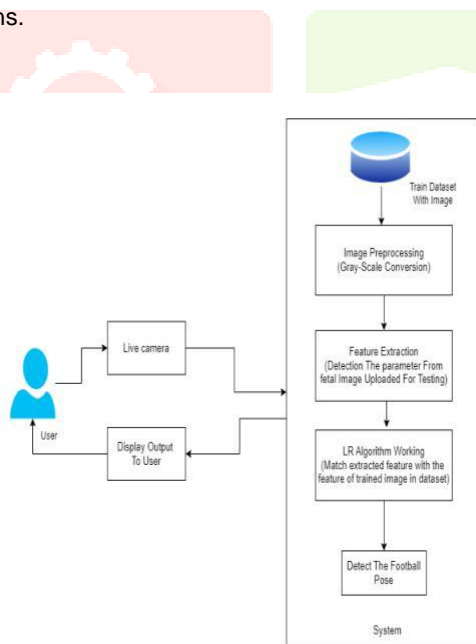 ns.
Train Dataset
With Image
Image Preprocessing
(Gray-Scale Conversion)
Live camera
Feature Extraction
(Detection The parameter From
fetal Image Uploaded For Testing)
User
Display Output
To User
LR Algorithm Working
(Match extracted feature with the
feature of trained image in dataset)
Detect The Football
Pose
System